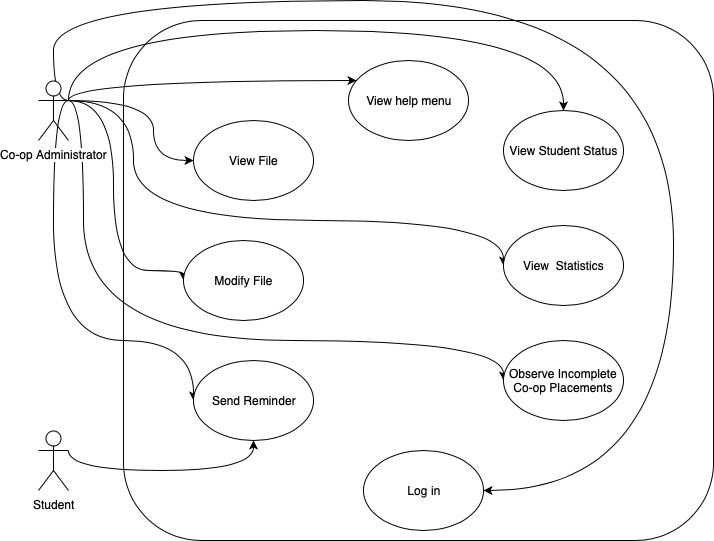 View help menu
Co-op Administrator
View File
View Student Status
View  Statistics
Modify File
Observe Incomplete
Co-op Placements
Send Reminder
Log in
Student